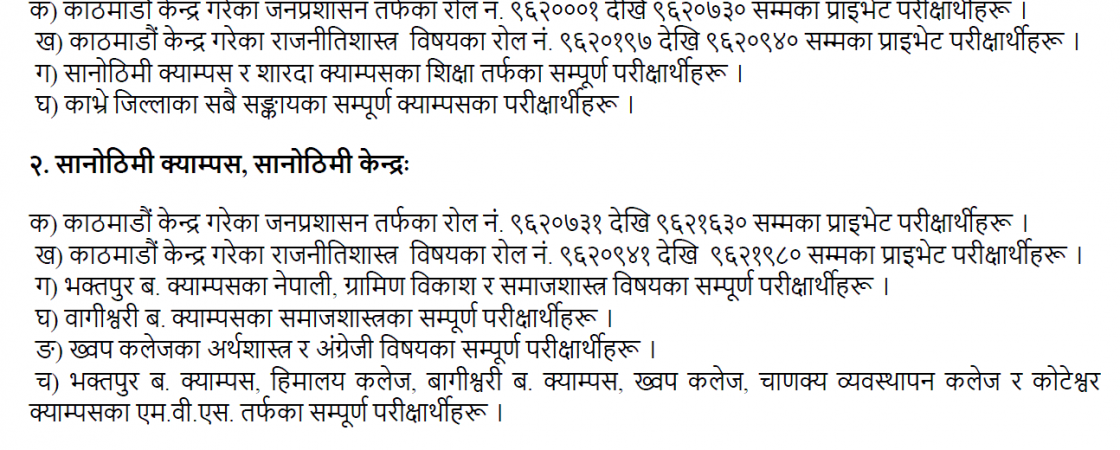 क) काठमाडौं केन्द्र गरेका जनप्रशासन तर्फका रोल नं. ९६२०००१ देखि ९६२०७३० सम्मका प्राइभेट परीक्षार्थीहरू ।
ख) काठमाडौं केन्द्र गरेका राजनीतिशास्त्र विषयका रोल नं. ९६२०१९७ देखि ९६२०९४० सम्मका प्राइभेट परीक्षार्थीहरू ।
ग) सानोठिमी क्याम्पस र शारदा क्याम्पसका शिक्षा तर्फका सम्पूर्ण परीक्षार्थीहरू ।
घ) काभ्रे जिल्लाका सबै सङ्कायका सम्पूर्ण क्याम्पसका परीक्षार्थीहरू ।
२. सानोठिमी क्याम्पस, सानोठिमी केन्द्रः
क) काठमाडौं केन्द्र गरेका जनप्रशासन तर्फका रोल नं. ९६२०७३१ देखि ९६२१६३० सम्मका प्राइभेट परीक्षार्थीहरू ।
ख) काठमाडौं केन्द्र गरेका राजनीतिशास्त्र विषयका रोल नं. ९६२०९४१ देखि ९६२१९८० सम्मका प्राइभेट परीक्षार्थीहरू ।
ग) भक्तपुर ब. क्याम्पसका नेपाली, ग्रामिण विकाश र समाजशास्त्र विषयका सम्पूर्ण परीक्षार्थीहरू ।
घ) वागीश्वरी ब. क्याम्पसका समाजशास्त्रका सम्पूर्ण परीक्षार्थीहरू ।
ङ) ख्वप कलेजका अर्थशास्त्र र अंग्रेजी विषयका सम्पूर्ण परीक्षार्थीहरू ।
च) भक्तपुर ब. क्याम्पस, हिमालय कलेज, बागीश्वरी ब. क्याम्पस, ख्वप कलेज, चाणक्य व्यवस्थापन कलेज र कोटेश्वर
क्याम्पसका एम.वी.एस. तर्फका सम्पूर्ण परीक्षार्थीहरू ।